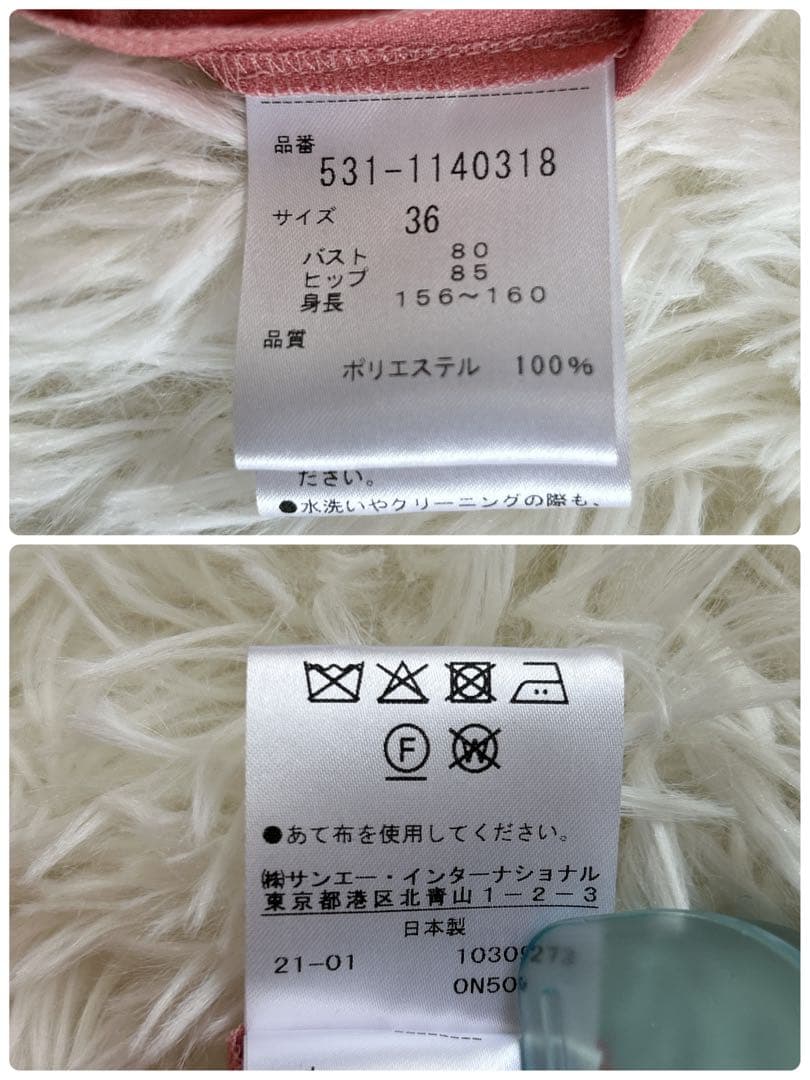 品番
531-1140318
サイズ 36
バスト 80
ヒップ 85
身長 156～160
品質
ポリエステル 100%
ださい。
●水洗いやクリーニングの際も、
F
W
●あて布を使用してください。
㈱サンエー・インターナショナル
東京都港区北青山1-2-3
日本製
21-01 1030 273
0N50